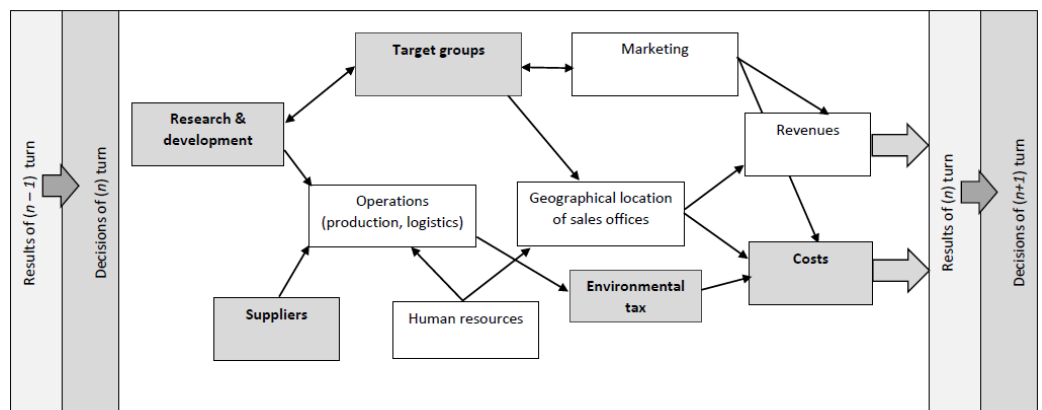 Results of (n – 1) turn
Decisions of (n) turn
Target groups
Marketing
Research &
development
Revenues
Operations
(production, logistics)
Geographical location
of sales offices
Costs
Suppliers
Human resources
Environmental
tax
Results of (n) turn
Decisions of (n+1) turn